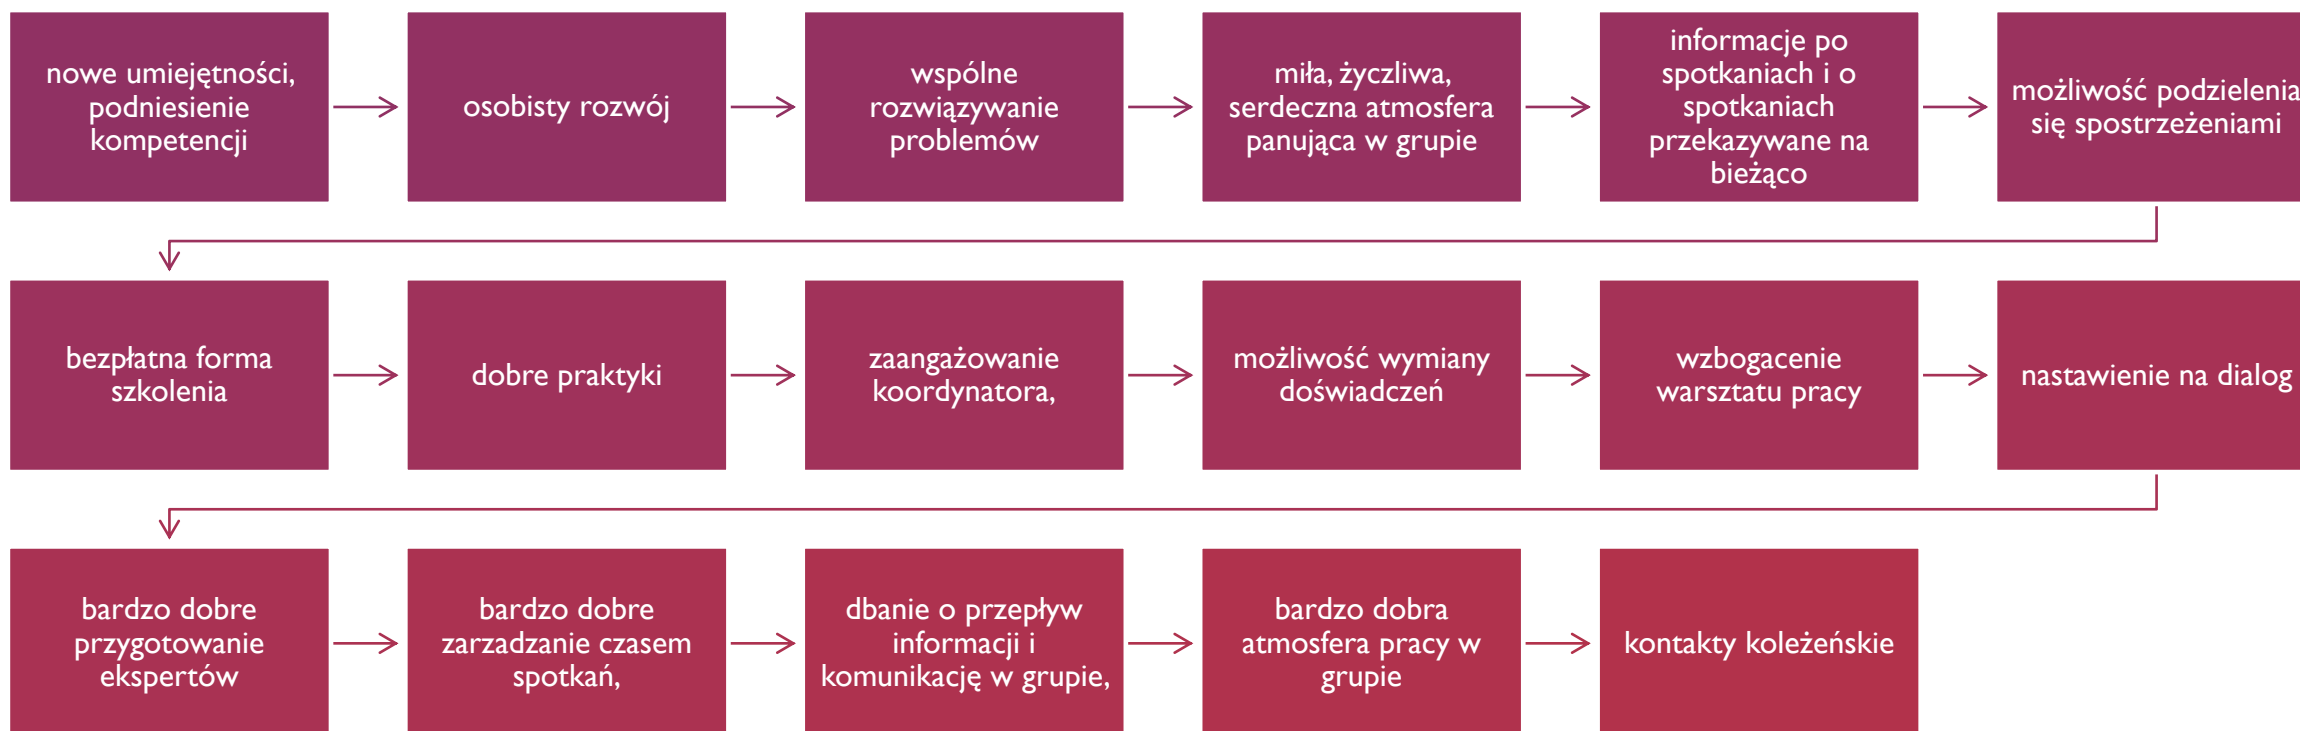 nowe umiejętności,
podniesienie
kompetencji
osobisty rozwój
wspólne
rozwiązywanie
problemów
miła, życzliwa,
serdeczna atmosfera
panująca w grupie
informacje po
spotkaniach i o
spotkaniach
przekazywane na
bieżąco
możliwość podzielenia
się spostrzeżeniami
bezpłatna forma
szkolenia
dobre praktyki
zaangażowanie
koordynatora,
możliwość wymiany
doświadczeń
wzbogacenie
warsztatu pracy
nastawienie na dialog
bardzo dobre
przygotowanie
ekspertów
bardzo dobre
zarzadzanie czasem
spotkań,
dbanie o przepływ
informacji i
komunikację w grupie,
bardzo dobra
atmosfera pracy w
grupie
kontakty koleżeńskie